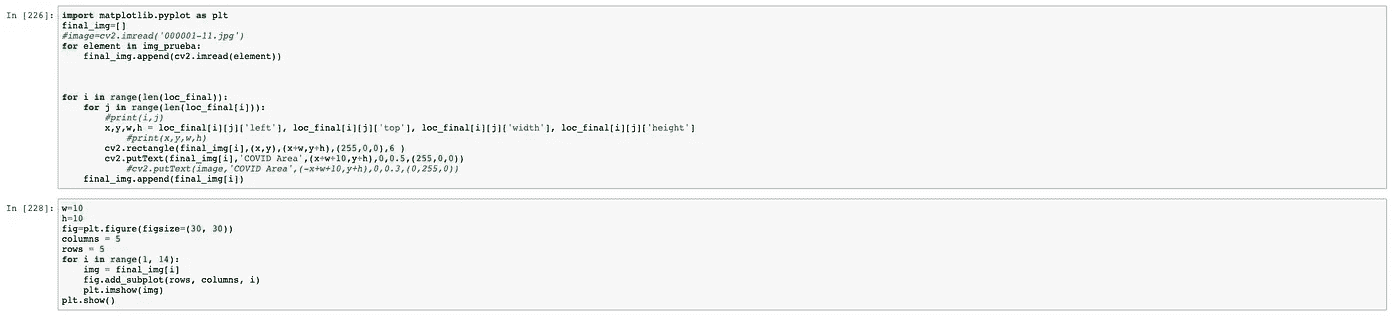 In [226]:
import matplotlib.pyplot as plt
final_img=[]
#image=cv2.imread('000001-11.jpg')
for element in img_prueba:
    final_img.append(cv2.imread(element))
for i in range(len(loc_final)):
    for j in range(len(loc_final[i])):
        #print(i,j)
        x,y,w,h = loc_final[i][j]['left'], loc_final[i][j]['top'], loc_final[i][j]['width'], loc_final[i][j]['height']
            #print(x,y,w,h)
        cv2.rectangle(final_img[i],(x,y),(x+w,y+h),(255,0,0),6 )
        cv2.putText(final_img[i],'COVID Area',(x+w+10,y+h),0,0.5,(255,0,0))
            #cv2.putText(image,'COVID Area',(-x+w+10,y+h),0,0.3,(0,255,0))
    final_img.append(final_img[i])
In [228]:
w=10
h=10
fig=plt.figure(figsize=(30, 30))
columns = 5
rows = 5
for i in range(1, 14):
    img = final_img[i]
    fig.add_subplot(rows, columns, i)
    plt.imshow(img)
plt.show()